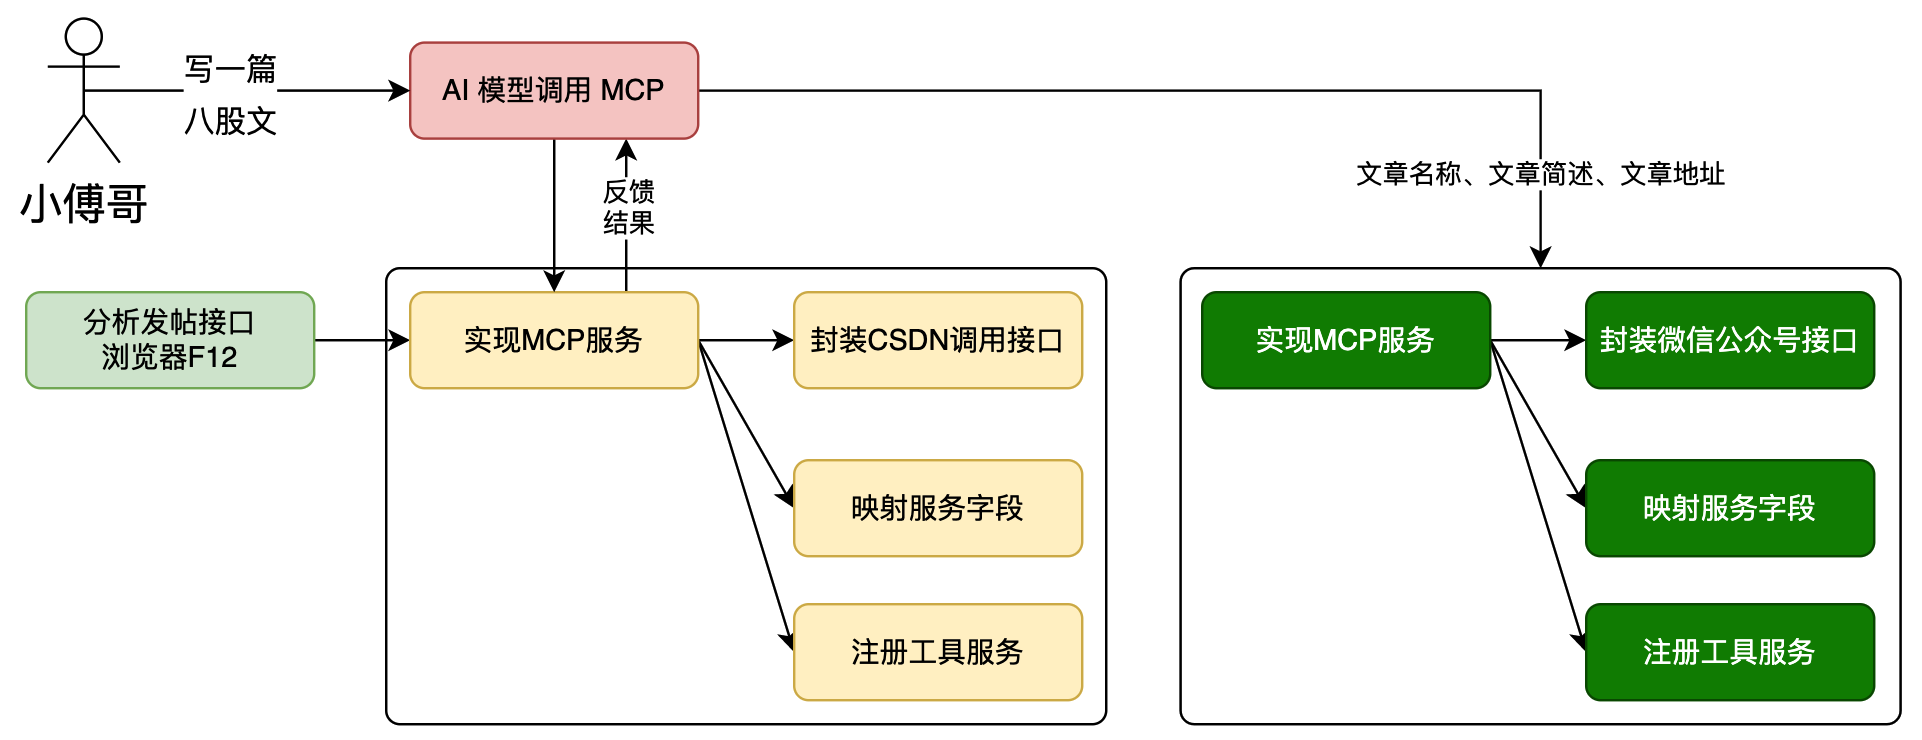 写一篇
八股文
小傅哥
AI 模型调用 MCP
反馈
结果
文章名称、文章简述、文章地址
分析发帖接口
浏览器F12
实现MCP服务
封装CSDN调用接口
映射服务字段
注册工具服务
实现MCP服务
封装微信公众号接口
映射服务字段
注册工具服务